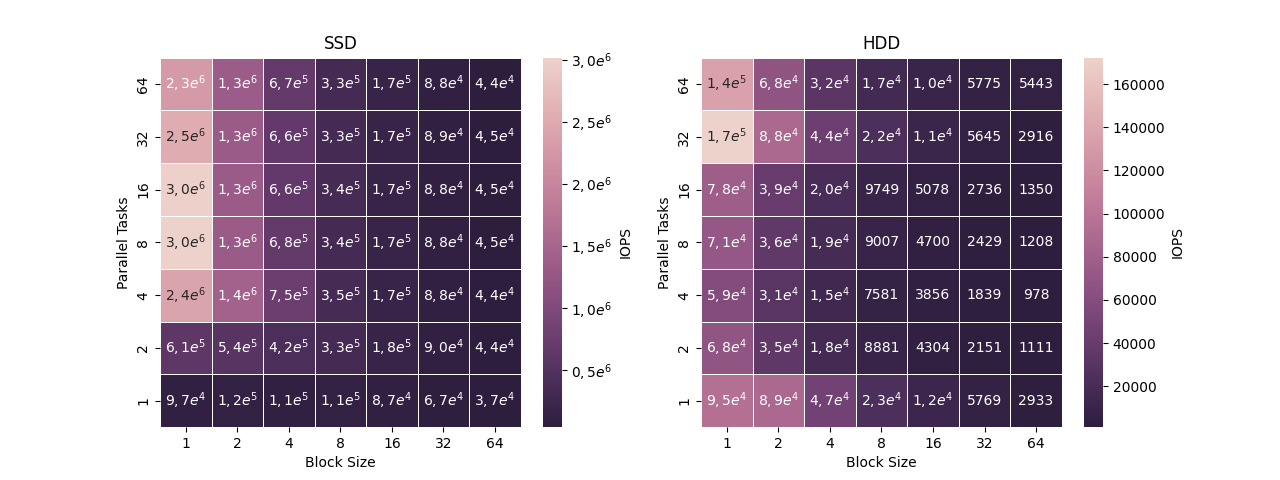 SSD
64 2,3e⁶ 1,3e⁶ 6,7e⁵ 3,3e⁵ 1,7e⁵ 8,8e⁴ 4,4e⁴
32 2,5e⁶ 1,3e⁶ 6,6e⁵ 3,3e⁵ 1,7e⁵ 8,9e⁴ 4,5e⁴
16 3,0e⁶ 1,3e⁶ 6,6e⁵ 3,4e⁵ 1,7e⁵ 8,8e⁴ 4,5e⁴
8 3,0e⁶ 1,3e⁶ 6,8e⁵ 3,4e⁵ 1,7e⁵ 8,8e⁴ 4,5e⁴
4 2,4e⁶ 1,4e⁶ 7,5e⁵ 3,5e⁵ 1,7e⁵ 8,8e⁴ 4,4e⁴
2 6,1e⁵ 5,4e⁵ 4,2e⁵ 3,3e⁵ 1,8e⁵ 9,0e⁴ 4,4e⁴
1 9,7e⁴ 1,2e⁵ 1,1e⁵ 1,1e⁵ 8,7e⁴ 6,7e⁴ 3,7e⁴
1 2 4 8 16 32 64
Parallel Tasks
Block Size
3,0e⁶
2,5e⁶
2,0e⁶
1,5e⁶
1,0e⁶
0,5e⁶
IOPS
HDD
64 1,4e⁵ 6,8e⁴ 3,2e⁴ 1,7e⁴ 1,0e⁴ 5775 5443
32 1,7e⁵ 8,8e⁴ 4,4e⁴ 2,2e⁴ 1,1e⁴ 5645 2916
16 7,8e⁴ 3,9e⁴ 2,0e⁴ 9749 5078 2736 1350
8 7,1e⁴ 3,6e⁴ 1,9e⁴ 9007 4700 2429 1208
4 5,9e⁴ 3,1e⁴ 1,5e⁴ 7581 3856 1839 978
2 6,8e⁴ 3,5e⁴ 1,8e⁴ 8881 4304 2151 1111
1 9,5e⁴ 8,9e⁴ 4,7e⁴ 2,3e⁴ 1,2e⁴ 5769 2933
1 2 4 8 16 32 64
Parallel Tasks
Block Size
160000
140000
120000
100000
80000
60000
40000
20000
IOPS